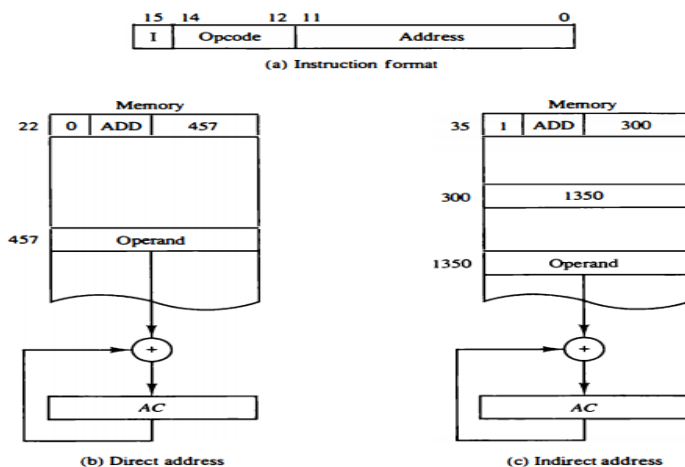 15 14 12 11 0
I Opcode Address
(a) Instruction format
Memory
22 0 ADD 457
457 Operand
+
AC
(b) Direct address
Memory
35 1 ADD 300
300 1350
1350 Operand
+
AC
(c) Indirect address